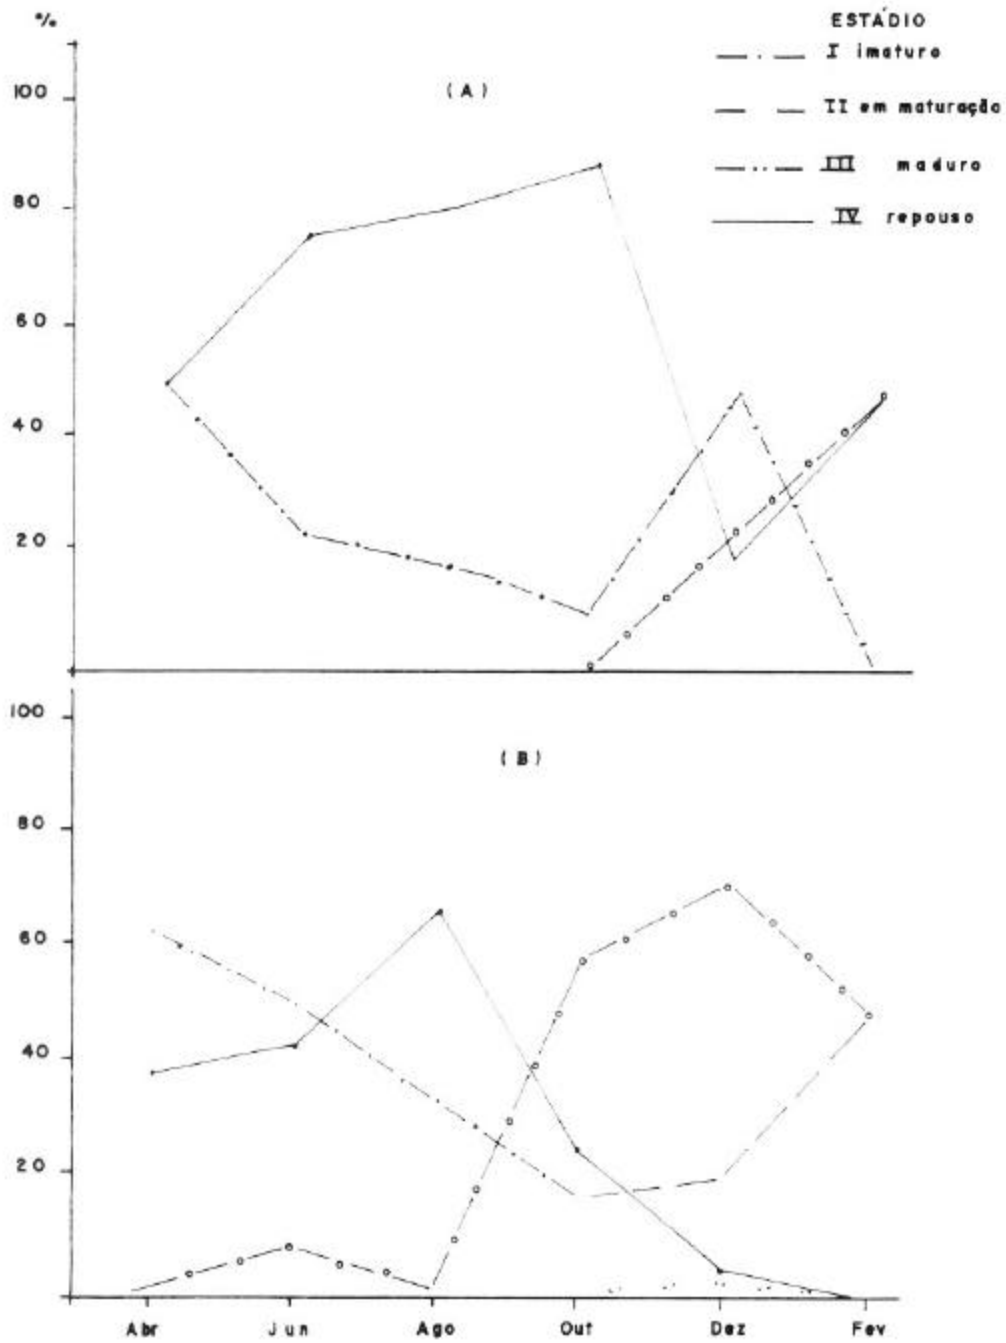 %
ESTÁDIO
I imaturo
II em maturação
III maduro
IV repouso
(A)
100
80
60
40
20
(B)
100
80
60
40
20
Abr Jun Ago Out Dez Fev